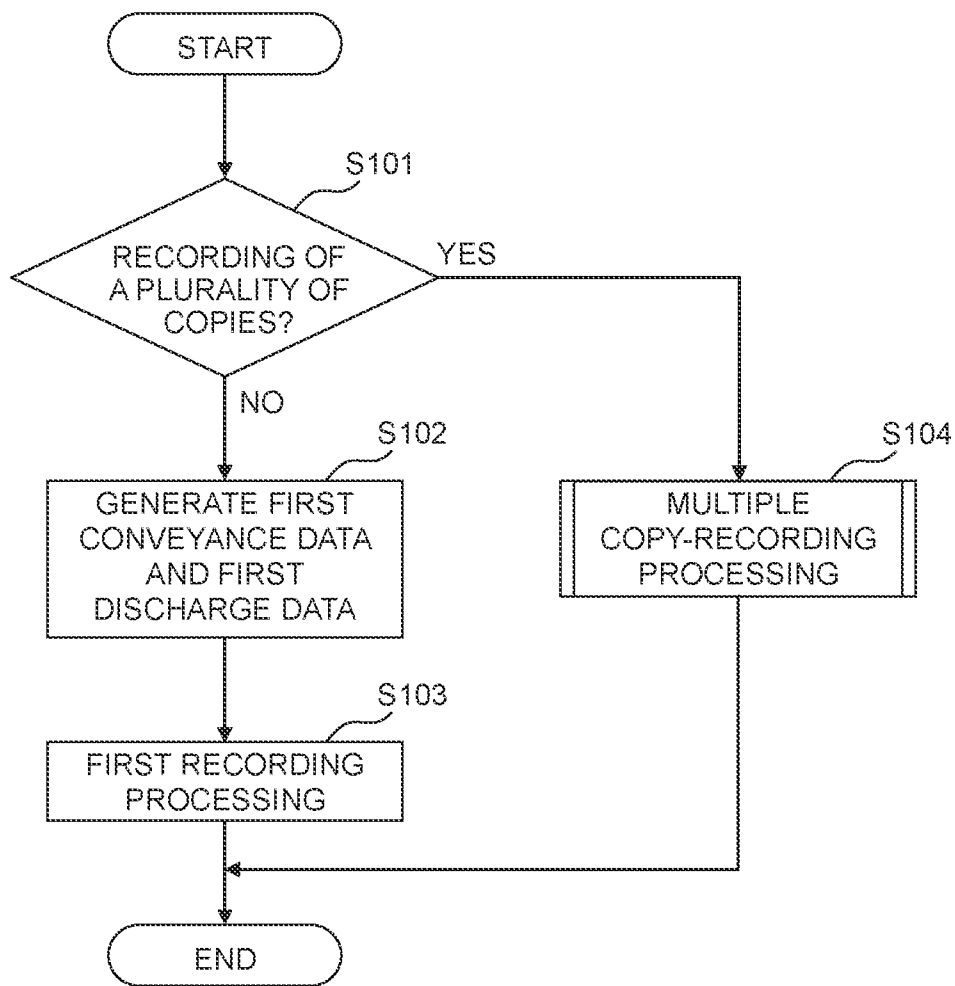 START
S101
RECORDING OF
A PLURALITY OF
COPIES?
YES
NO
S102
GENERATE FIRST
CONVEYANCE DATA
AND FIRST
DISCHARGE DATA
S104
MULTIPLE
COPY-RECORDING
PROCESSING
S103
FIRST RECORDING
PROCESSING
END